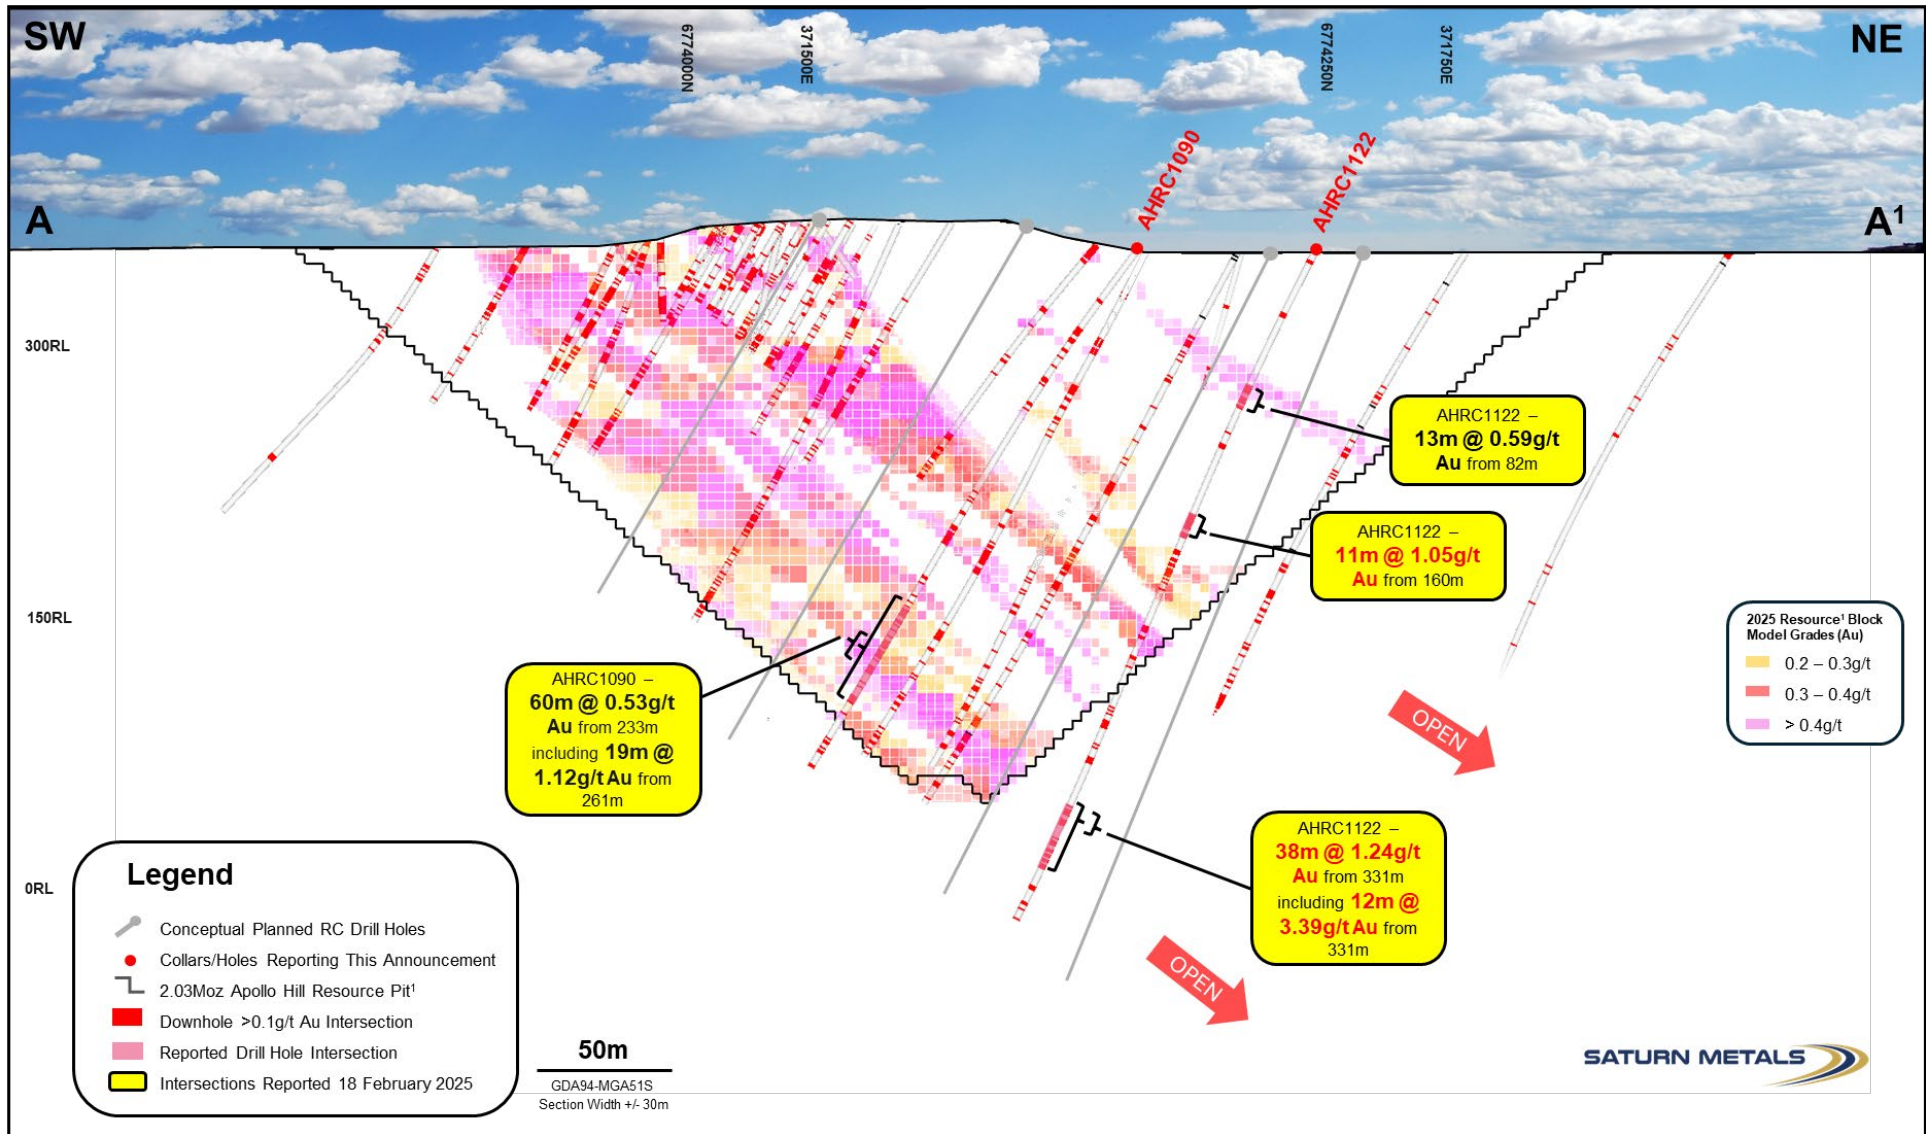 SW
NE
6774000N
371500E
6774250N
371750E
AHRC1090
AHRC1122
A
A¹
300RL
150RL
0RL
AHRC1122 –
13m @ 0.59g/t
Au from 82m
AHRC1122 –
11m @ 1.05g/t
Au from 160m
AHRC1090 –
60m @ 0.53g/t
Au from 233m
including 19m @
1.12g/t Au from
261m
AHRC1122 –
38m @ 1.24g/t
Au from 331m
including 12m @
3.39g/t Au from
331m
OPEN
OPEN
2025 Resource¹ Block
Model Grades (Au)
0.2 – 0.3g/t
0.3 – 0.4g/t
> 0.4g/t
Legend
Conceptual Planned RC Drill Holes
Collars/Holes Reporting This Announcement
2.03Moz Apollo Hill Resource Pit¹
Downhole >0.1g/t Au Intersection
Reported Drill Hole Intersection
Intersections Reported 18 February 2025
50m
GDA94-MGA51S
Section Width +/- 30m
SATURN METALS